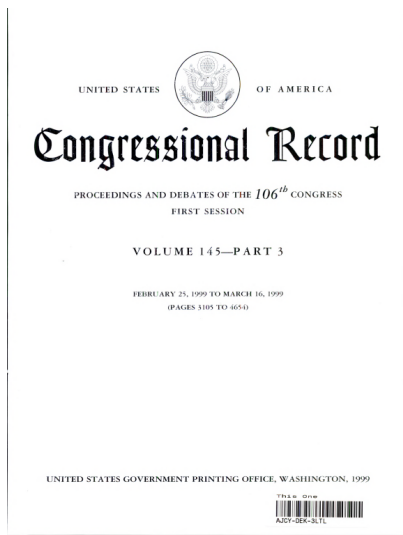 UNITED STATES OF AMERICA
Congressional Record
PROCEEDINGS AND DEBATES OF THE 106th CONGRESS
FIRST SESSION
VOLUME 145—PART 3
FEBRUARY 25, 1999 TO MARCH 16, 1999
(PAGES 3105 TO 4654)
UNITED STATES GOVERNMENT PRINTING OFFICE, WASHINGTON, 1999
This One
AJCY-DEK-3LTL